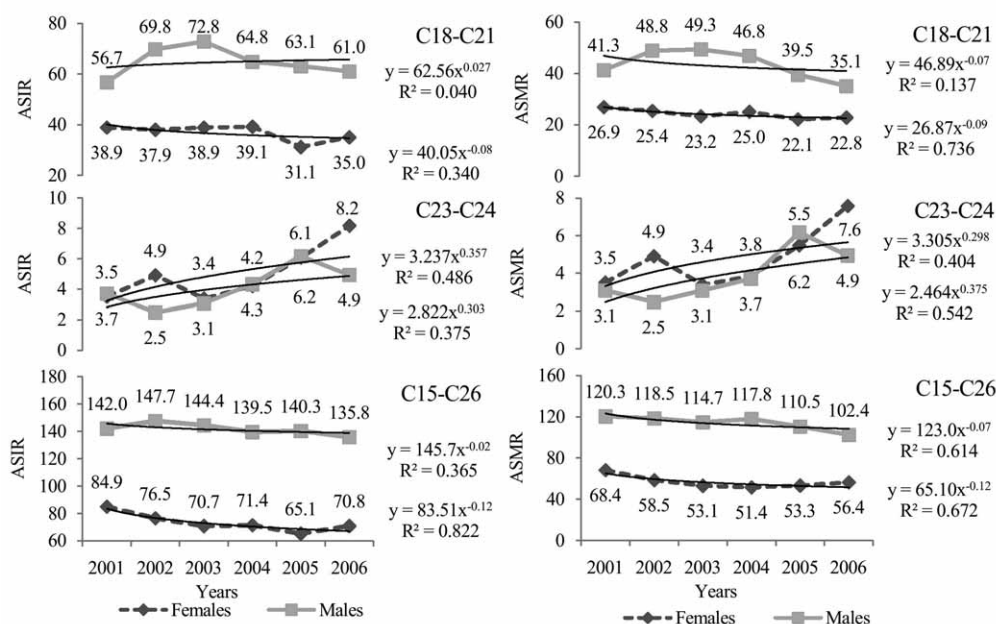 ASIR
80
60
40
20
56.7 69.8 72.8 64.8 63.1 61.0
38.9 37.9 38.9 39.1 31.1 35.0
C18-C21
y = 62.56x^0.027
R² = 0.040
y = 40.05x^-0.08
R² = 0.340
ASMR
60
40
20
0
41.3 48.8 49.3 46.8 39.5 35.1
26.9 25.4 23.2 25.0 22.1 22.8
C18-C21
y = 46.89x^-0.07
R² = 0.137
y = 26.87x^-0.09
R² = 0.736
ASIR
10
8
6
4
2
0
3.5 4.9 3.4 4.2 6.1 8.2
3.7 2.5 3.1 4.3 6.2 4.9
C23-C24
y = 3.237x^0.357
R² = 0.486
y = 2.822x^0.303
R² = 0.375
ASMR
8
6
4
2
0
3.5 4.9 3.4 3.8 5.5 7.6
3.1 2.5 3.1 3.7 6.2 4.9
C23-C24
y = 3.305x^0.298
R² = 0.404
y = 2.464x^0.375
R² = 0.542
ASIR
180
160
140
120
100
80
60
142.0 147.7 144.4 139.5 140.3 135.8
84.9 76.5 70.7 71.4 65.1 70.8
C15-C26
y = 145.7x^-0.02
R² = 0.365
y = 83.51x^-0.12
R² = 0.822
2001 2002 2003 2004 2005 2006
Years
Females Males
ASMR
160
120
80
40
0
120.3 118.5 114.7 117.8 110.5 102.4
68.4 58.5 53.1 51.4 53.3 56.4
C15-C26
y = 123.0x^-0.07
R² = 0.614
y = 65.10x^-0.12
R² = 0.672
2001 2002 2003 2004 2005 2006
Years
Females Males